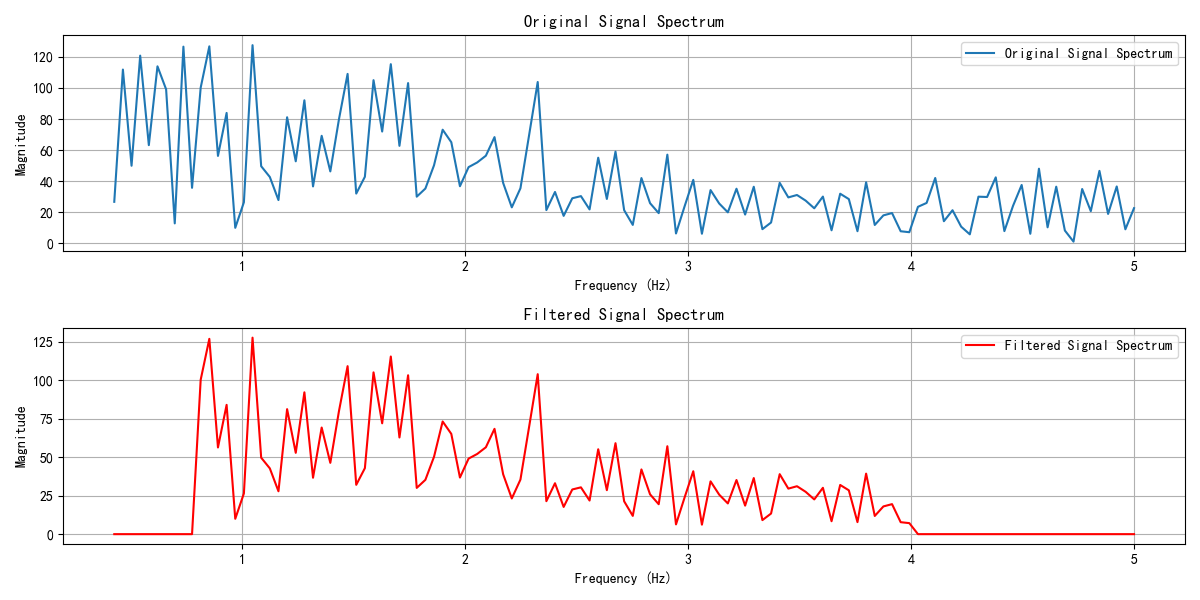 Original Signal Spectrum
Original Signal Spectrum
120
100
80
60
40
20
0
Magnitude
1 2 3 4 5
Frequency (Hz)
Filtered Signal Spectrum
Filtered Signal Spectrum
125
100
75
50
25
0
Magnitude
1 2 3 4 5
Frequency (Hz)